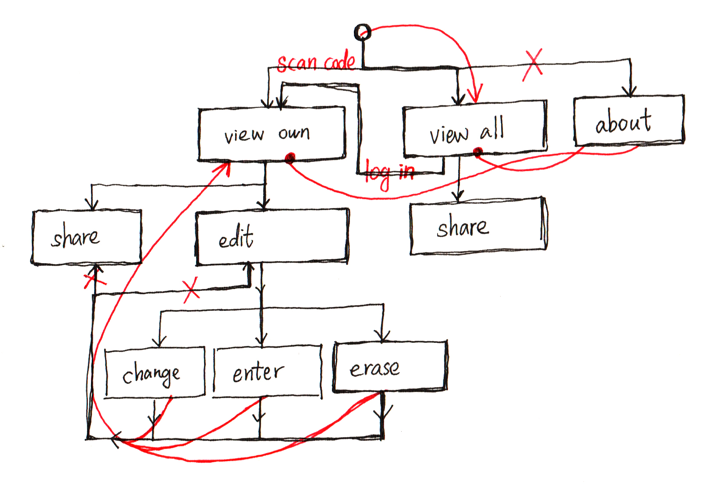 scan code
view own
view all
about
log in
share
edit
share
change
enter
erase